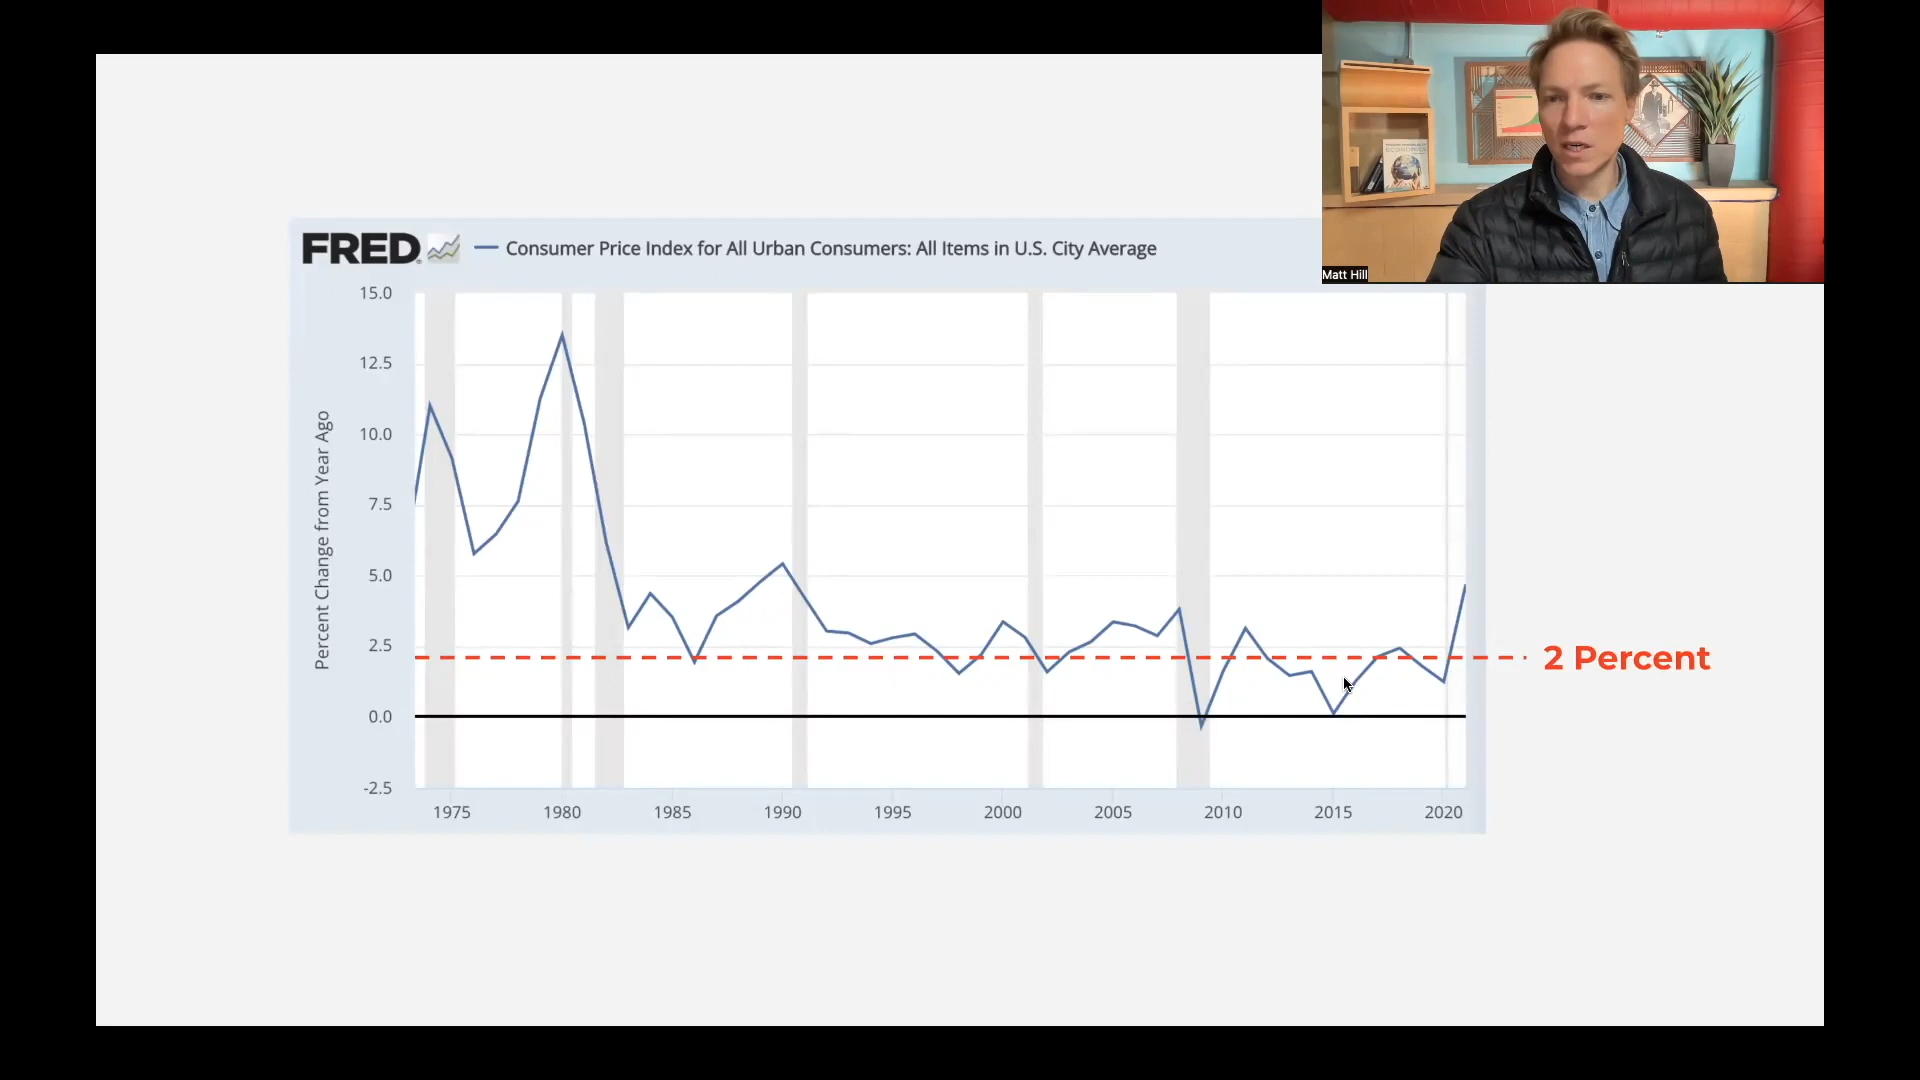 FRED
Consumer Price Index for All Urban Consumers: All Items in U.S. City Average
Matt Hill
Percent Change from Year Ago
15.0
12.5
10.0
7.5
5.0
2.5
0.0
-2.5
2 Percent
1975 1980 1985 1990 1995 2000 2005 2010 2015 2020
ECONOMICS